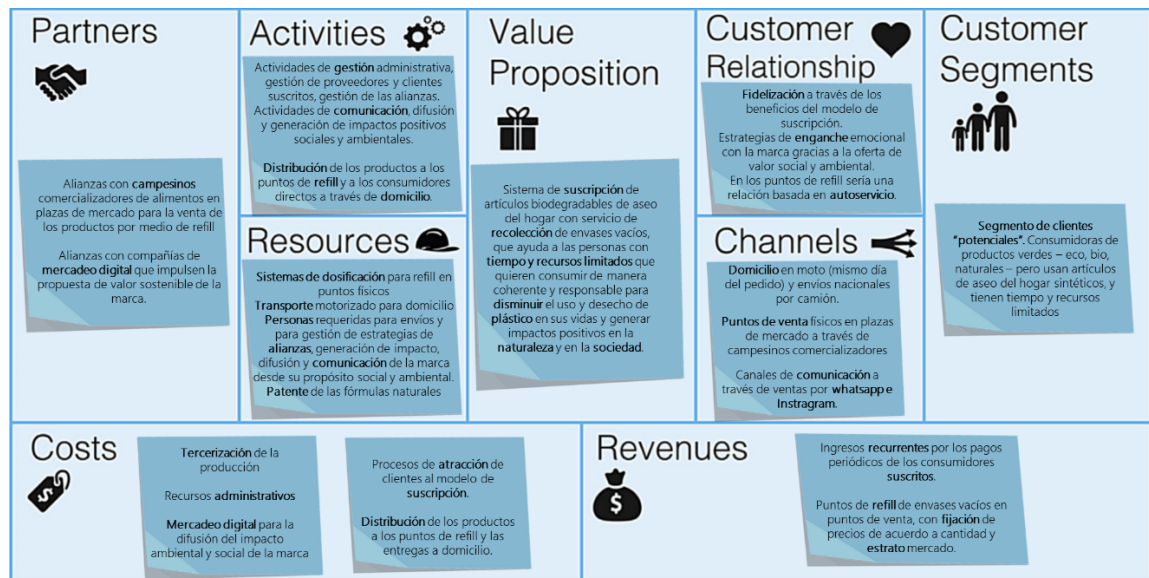 Partners
Alianzas con campesinos
comercializadores de alimentos en
plazas de mercado para la venta de
los productos por medio de refill
Alianzas con compañías de
mercadeo digital que impulsen la
propuesta de valor sostenible de la
marca.
Activities
Actividades de gestión administrativa,
gestión de proveedores y clientes
suscritos, gestión de las alianzas.
Actividades de comunicación, difusión
y generación de impactos positivos
sociales y ambientales.
Distribución de los productos a los
puntos de refill y a los consumidores
directos a través de domicilio.
Resources
Sistemas de dosificación para refill en
puntos físicos
Transporte motorizado para domicilio
Personas requeridas para envíos y
para gestión de estrategias de
alianzas, generación de impacto,
difusión y comunicación de la marca
desde su propósito social y ambiental.
Patente de las fórmulas naturales
Value
Proposition
Sistema de suscripción de
artículos biodegradables de aseo
del hogar con servicio de
recolección de envases vacíos,
que ayuda a las personas con
tiempo y recursos limitados que
quieren consumir de manera
coherente y responsable para
disminuir el uso y desecho de
plástico en sus vidas y generar
impactos positivos en la
naturaleza y en la sociedad.
Customer
Relationship
Fidelización a través de los
beneficios del modelo de
suscripción.
Estrategias de enganche emocional
con la marca gracias a la oferta de
valor social y ambiental.
En los puntos de refill sería una
relación basada en autoservicio.
Channels
Domicilio en moto (mismo día
del pedido) y envíos nacionales
por camión.
Puntos de venta físicos en plazas
de mercado a través de
campesinos comercializadores
Canales de comunicación a
través de ventas por whatsapp e
Instragram.
Customer
Segments
Segmento de clientes
“potenciales”. Consumidoras de
productos verdes – eco, bio,
naturales – pero usan artículos
de aseo del hogar sintéticos, y
tienen tiempo y recursos
limitados
Costs
Tercerización de la
producción
Recursos administrativos
Mercadeo digital para la
difusión del impacto
ambiental y social de la marca
Procesos de atracción de
clientes al modelo de
suscripción.
Distribución de los productos
a los puntos de refill y las
entregas a domicilio.
Revenues
Ingresos recurrentes por los pagos
periódicos de los consumidores
suscritos.
Puntos de refill de envases vacíos en
puntos de venta, con fijación de
precios de acuerdo a cantidad y
estrato mercado.